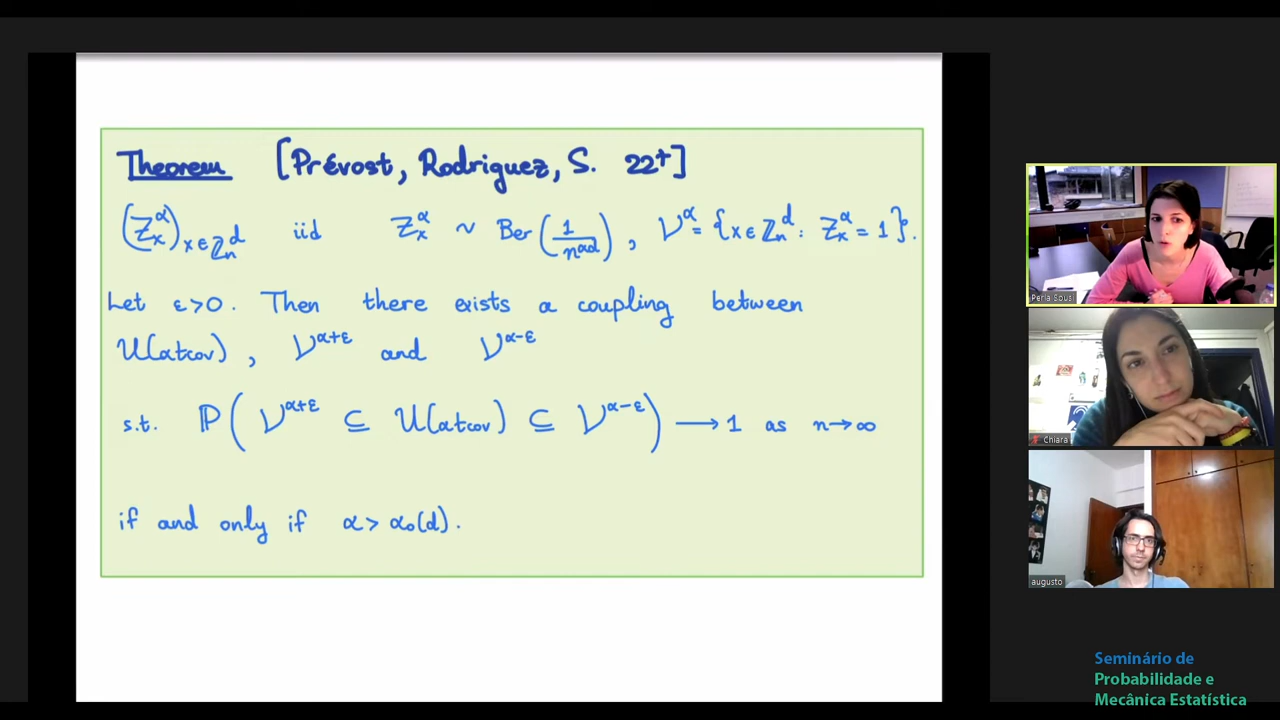 Theorem [Prévost, Rodriguez, S. 22⁺]
(Z_x^α)_{x∈ℤ_n^d} iid Z_x^α ~ Ber(1/n^{αd}), 𝒱^α = {x∈ℤ_n^d : Z_x^α = 1}.
Let ε>0. Then there exists a coupling between
𝒰(αt_cov), 𝒱^{α+ε} and 𝒱^{α-ε}
s.t. ℙ(𝒱^{α+ε} ⊆ 𝒰(αt_cov) ⊆ 𝒱^{α-ε}) → 1 as n→∞
if and only if α > α_0(d).
Perla Sousi
Chiara
augusto
Seminário de
Probabilidade e
Mecânica Estatística